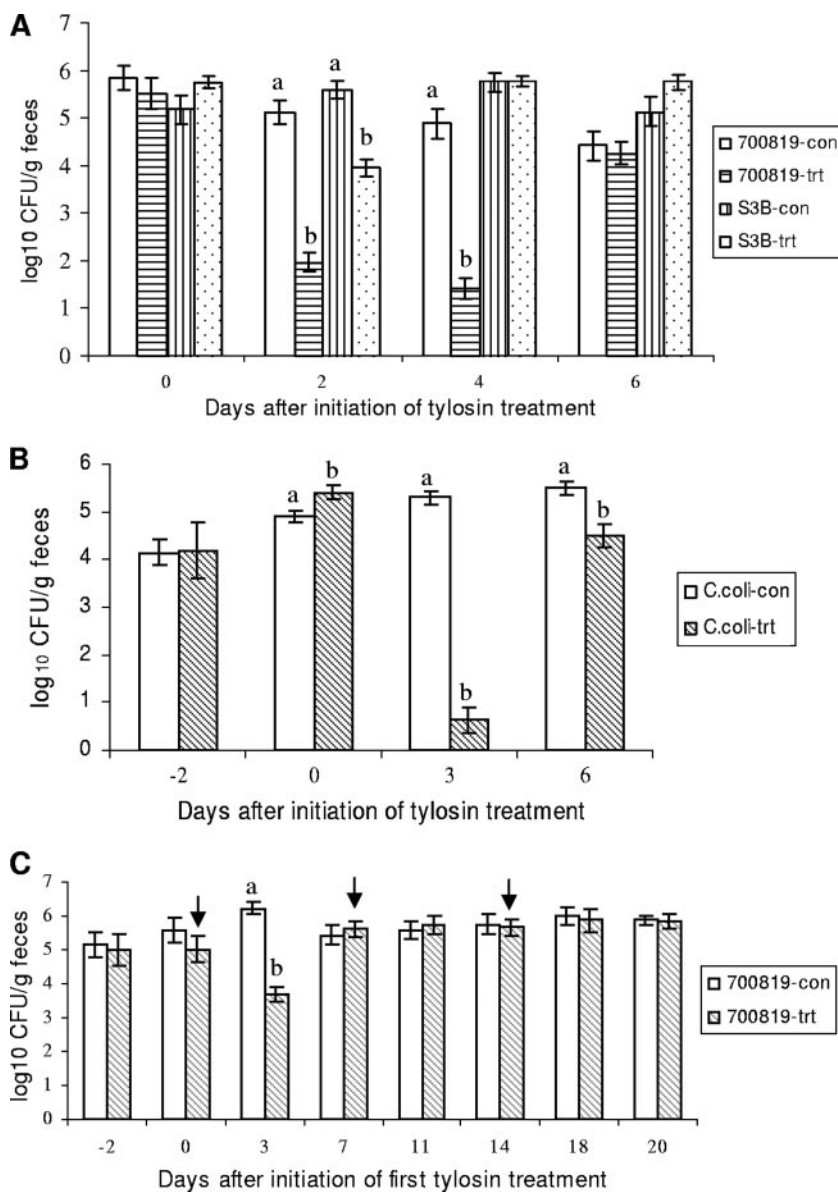 A
log10 CFU/g feces
7
6
5
4
3
2
1
0
a
b
a
b
a
b
0 2 4 6
Days after initiation of tylosin treatment
700819-con
700819-trt
S3B-con
S3B-trt
B
log10 CFU/g feces
6
5
4
3
2
1
0
a
b
a
b
a
b
-2 0 3 6
Days after initiation of tylosin treatment
C.coli-con
C.coli-trt
C
log10 CFU/g feces
7
6
5
4
3
2
1
0
a
b
-2 0 3 7 11 14 18 20
Days after initiation of first tylosin treatment
700819-con
700819-trt